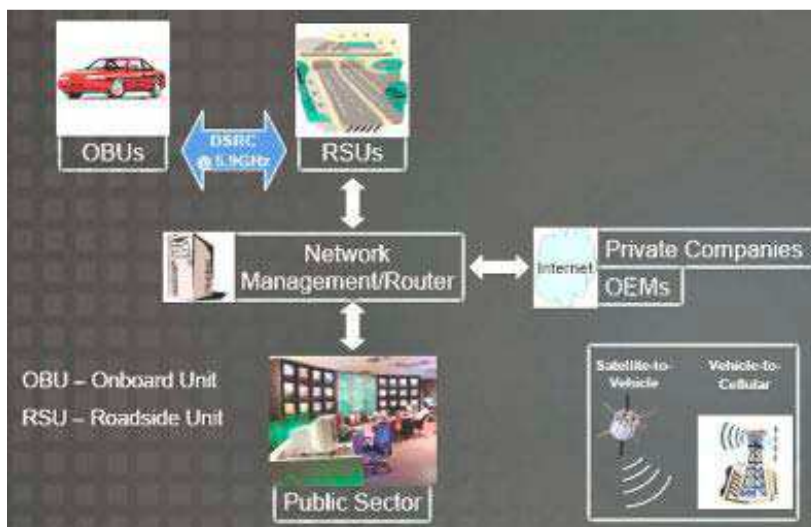 OBUs
DSRC
@ 5.9GHz
RSUs
Network
Management/Router
Internet
Private Companies
OEMs
OBU – Onboard Unit
RSU – Roadside Unit
Public Sector
Satellite-to-
Vehicle
Vehicle-to-
Cellular